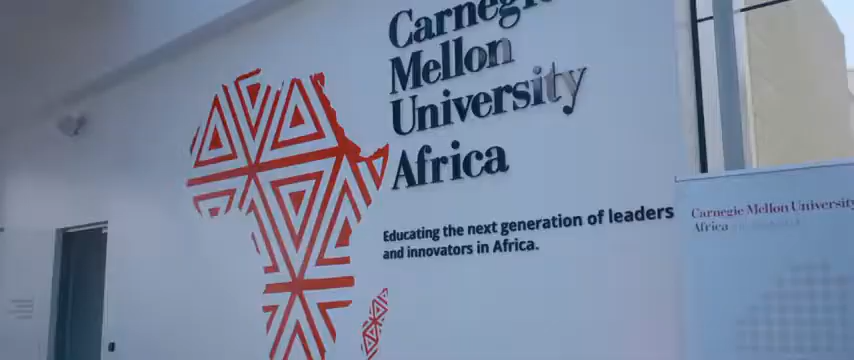 Carnegie
Mellon
University
Africa
Educating the next generation of leaders
and innovators in Africa.
Carnegie Mellon University
Africa